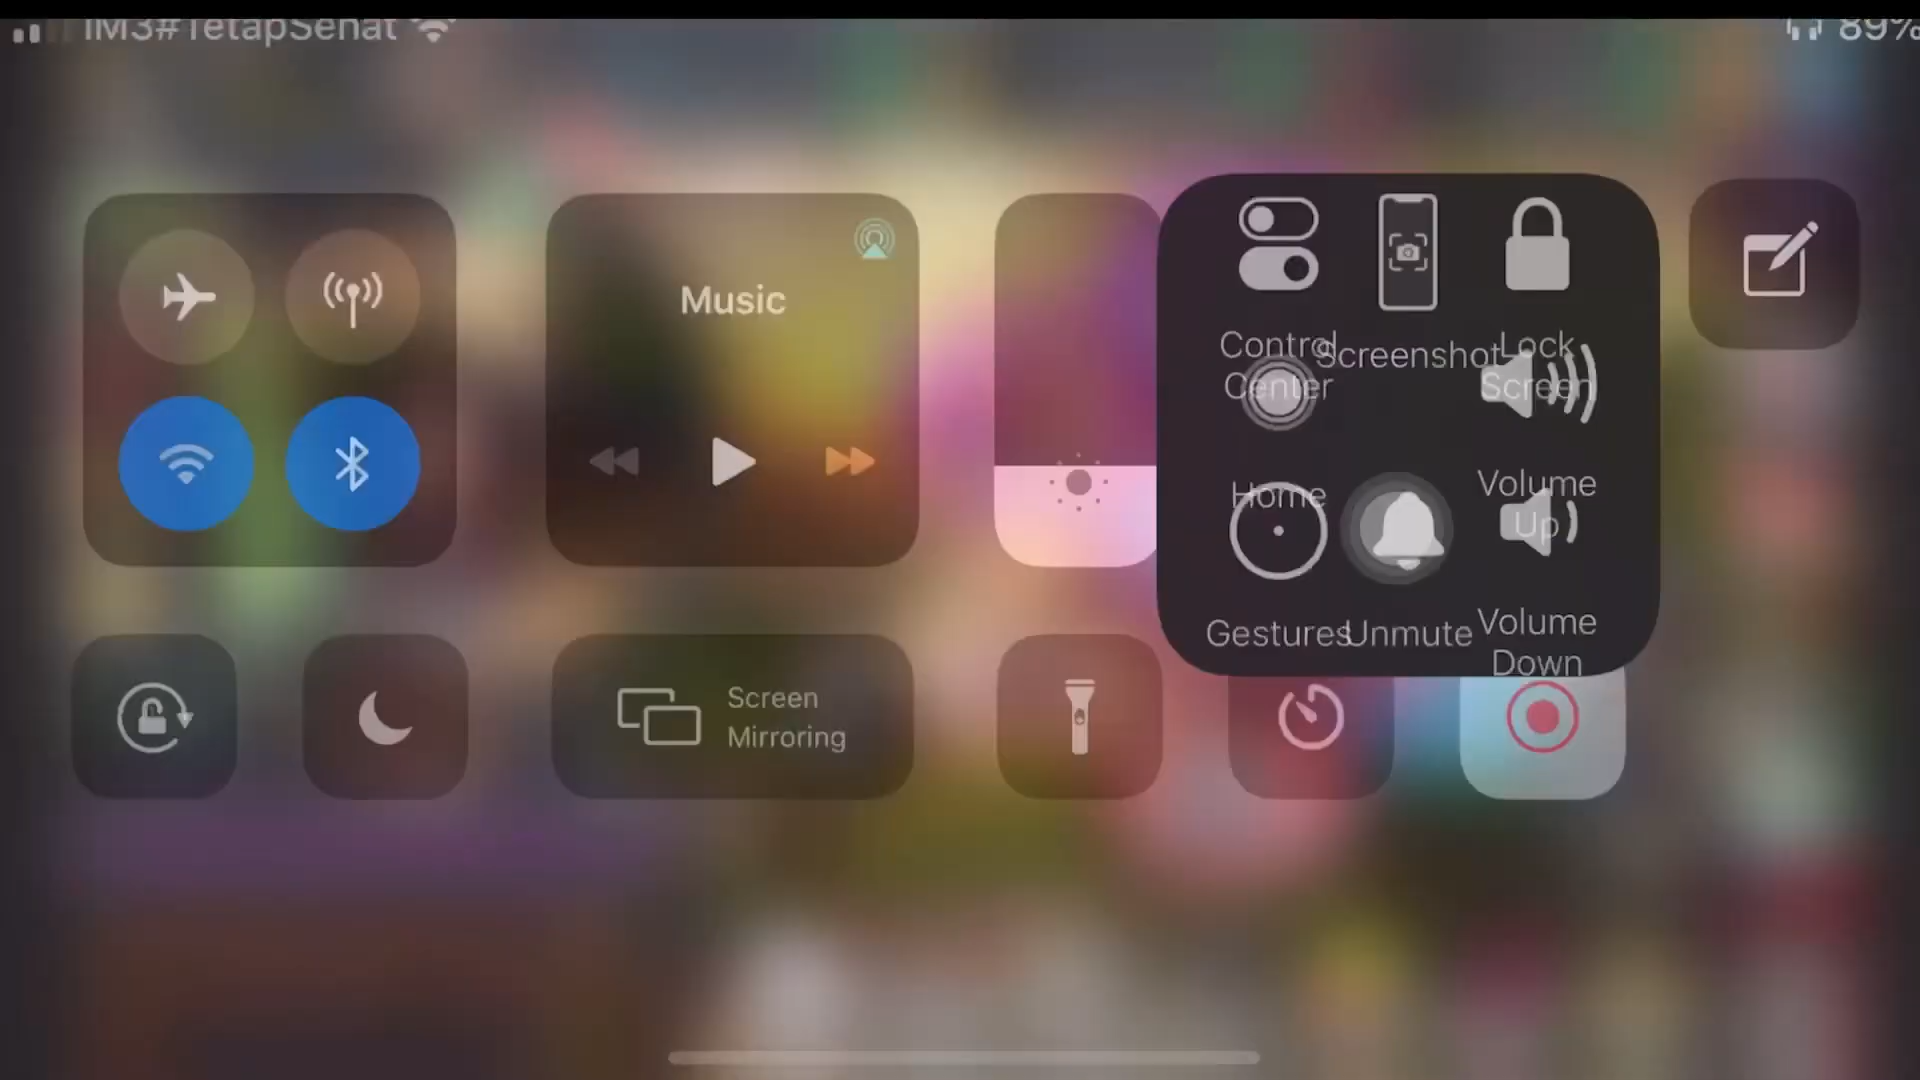 IM3#TetapSehat
89%
Music
Control
Center
Screenshot
Lock
Screen
Home
Volume
Up
Gestures
Unmute
Volume
Down
Screen
Mirroring